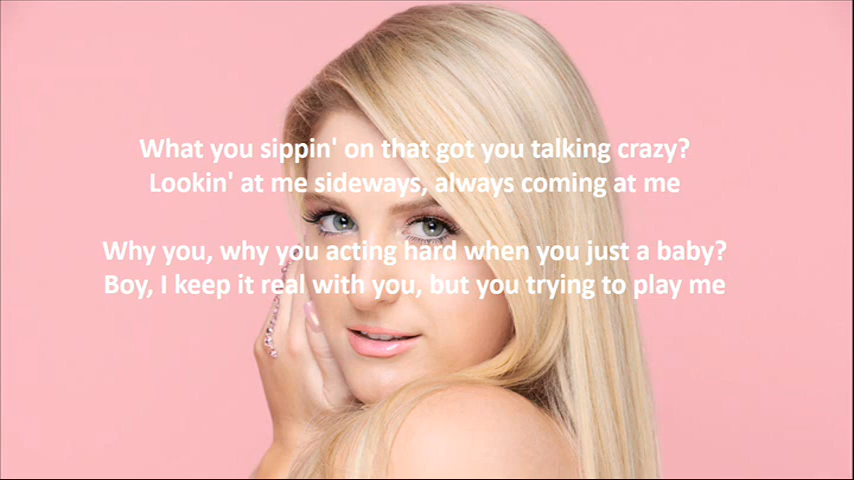 What you sippin' on that got you talking crazy?
Lookin' at me sideways, always coming at me
Why you, why you acting hard when you just a baby?
Boy, I keep it real with you, but you trying to play me